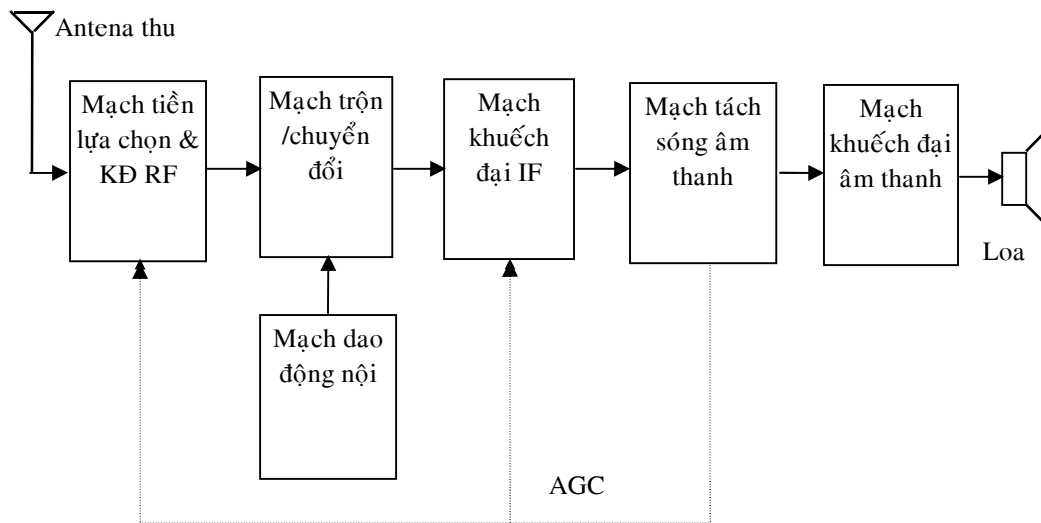 Antena thu
Mạch tiền
lựa chọn &
KĐ RF
Mạch trộn
/chuyển
đổi
Mạch
khuếch
đại IF
Mạch tách
sóng âm
thanh
Mạch
khuếch đại
âm thanh
Loa
Mạch dao
động nội
AGC